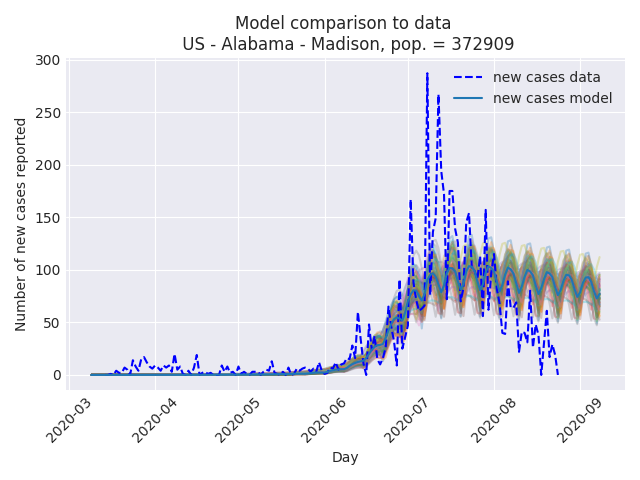 Model comparison to data
US - Alabama - Madison, pop. = 372909
new cases data
new cases model
Number of new cases reported
300
250
200
150
100
50
0
2020-03
2020-04
2020-05
2020-06
2020-07
2020-08
2020-09
Day